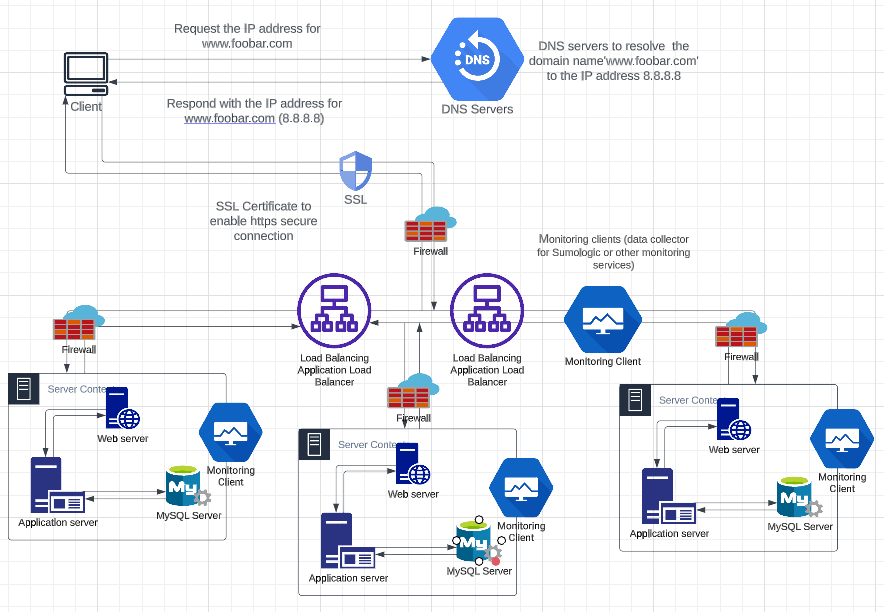 Request the IP address for
www.foobar.com
DNS
DNS servers to resolve the
domain name'www.foobar.com'
to the IP address 8.8.8.8
Client
Respond with the IP address for
www.foobar.com (8.8.8.8)
DNS Servers
SSL
SSL Certificate to
enable https secure
connection
Firewall
Monitoring clients (data collector
for Sumologic or other monitoring
services)
Firewall
Load Balancing
Application Load
Balancer
Load Balancing
Application Load
Balancer
Monitoring Client
Firewall
Firewall
Server
Web server
Monitoring
Client
My
Application server
MySQL Server
Server
Web server
Monitoring
Client
My
Application server
MySQL Server
Server
Web server
Monitoring
Client
My
Application server
MySQL Server